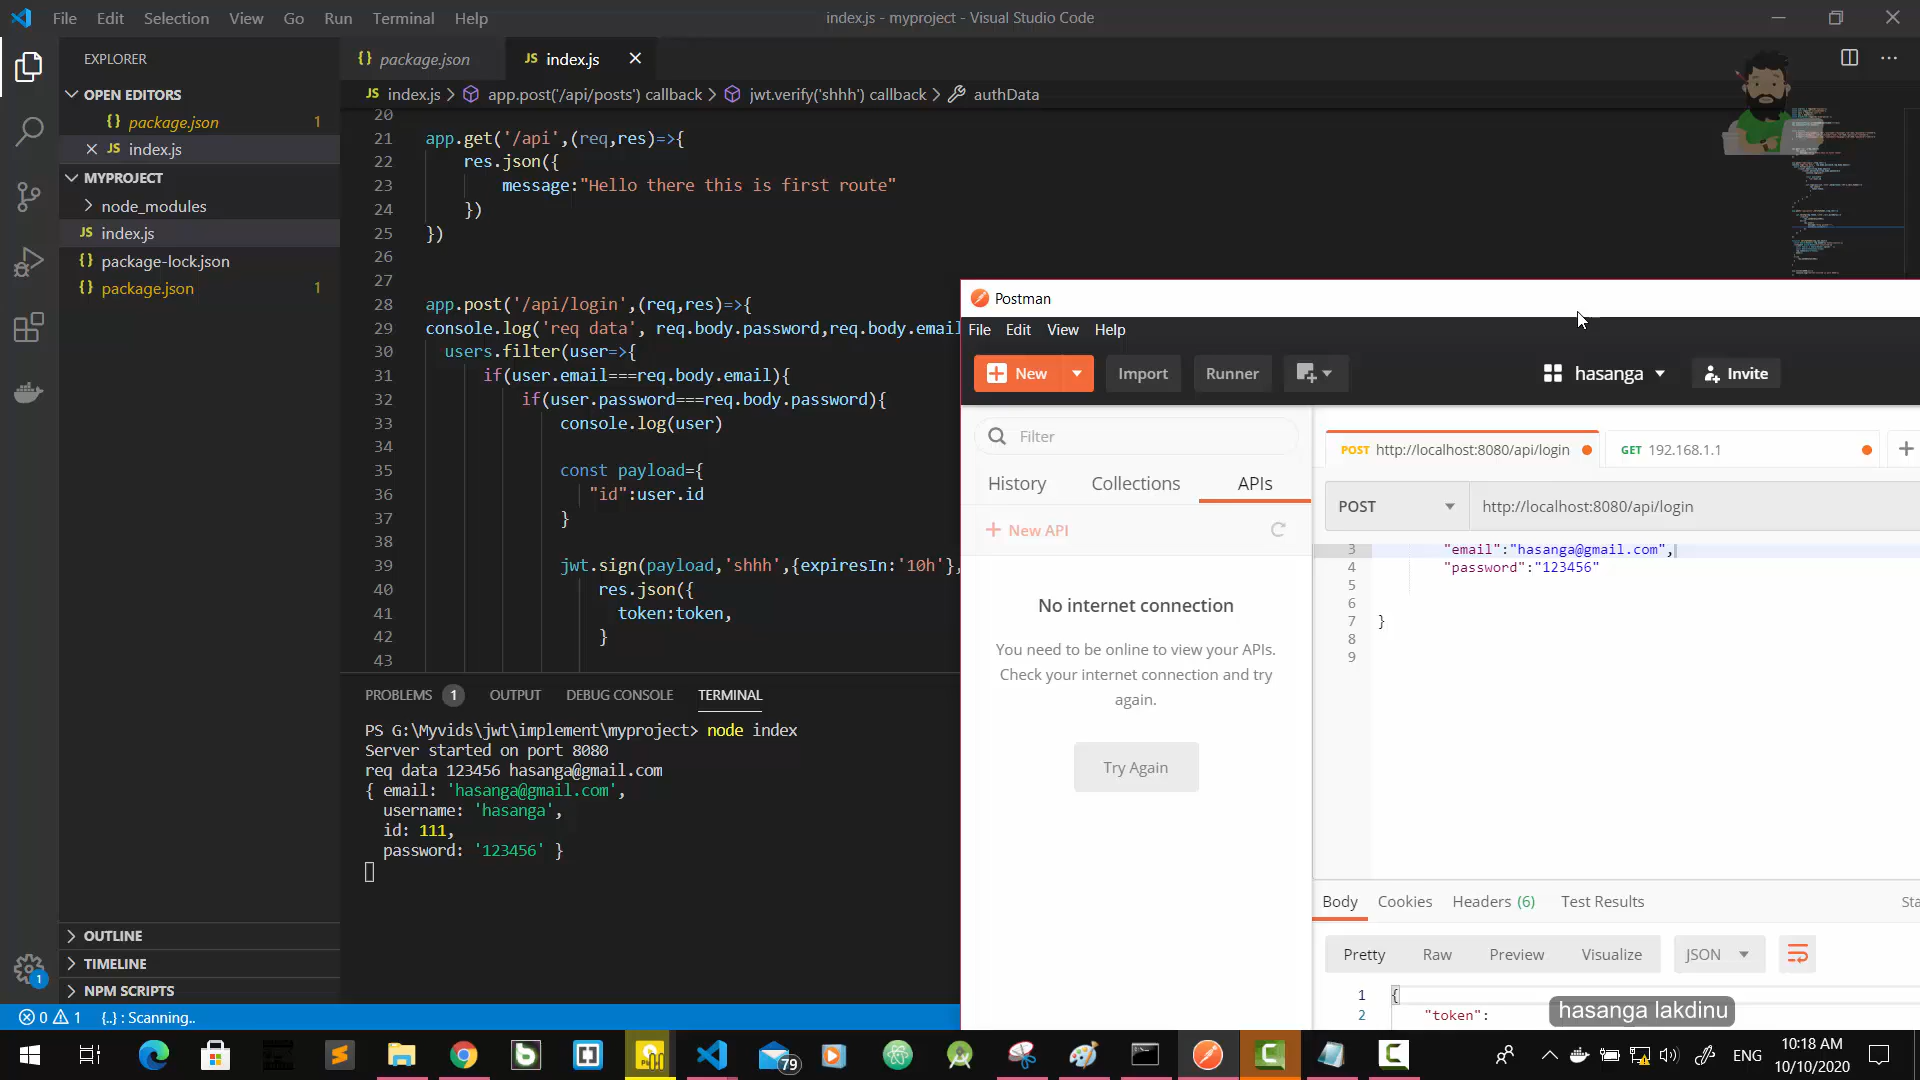 File Edit Selection View Go Run Terminal Help
index.js - myproject - Visual Studio Code
EXPLORER
OPEN EDITORS
{} package.json 1
JS index.js
MYPROJECT
node_modules
JS index.js
{} package-lock.json
{} package.json 1
OUTLINE
TIMELINE
NPM SCRIPTS
{} package.json
JS index.js
JS index.js > app.post('/api/posts') callback > jwt.verify('shhh') callback > authData
20
21 app.get('/api',(req,res)=>{
22 res.json({
23 message:"Hello there this is first route"
24 })
25 })
26
27
28 app.post('/api/login',(req,res)=>{
29 console.log('req data', req.body.password,req.body.email
30 users.filter(user=>{
31 if(user.email===req.body.email){
32 if(user.password===req.body.password){
33 console.log(user)
34
35 const payload={
36 "id":user.id
37 }
38
39 jwt.sign(payload,'shhh',{expiresIn:'10h'},
40 res.json({
41 token:token,
42 }
43
PROBLEMS 1 OUTPUT DEBUG CONSOLE TERMINAL
PS G:\Myvids\jwt\implement\myproject> node index
Server started on port 8080
req data 123456 hasanga@gmail.com
{ email: 'hasanga@gmail.com',
username: 'hasanga',
id: 111,
password: '123456' }
Postman
File Edit View Help
New Import Runner hasanga Invite
Filter
History Collections APIs
+ New API
No internet connection
You need to be online to view your APIs.
Check your internet connection and try
again.
Try Again
POST http://localhost:8080/api/login
GET 192.168.1.1
POST http://localhost:8080/api/login
3 "email":"hasanga@gmail.com",
4 "password":"123456"
5
6
7 }
8
9
Body Cookies Headers (6) Test Results Sta
Pretty Raw Preview Visualize JSON
1 {
2 "token":
hasanga lakdinu
1
0 1 {..} : Scanning..
79
ENG
10:18 AM
10/10/2020